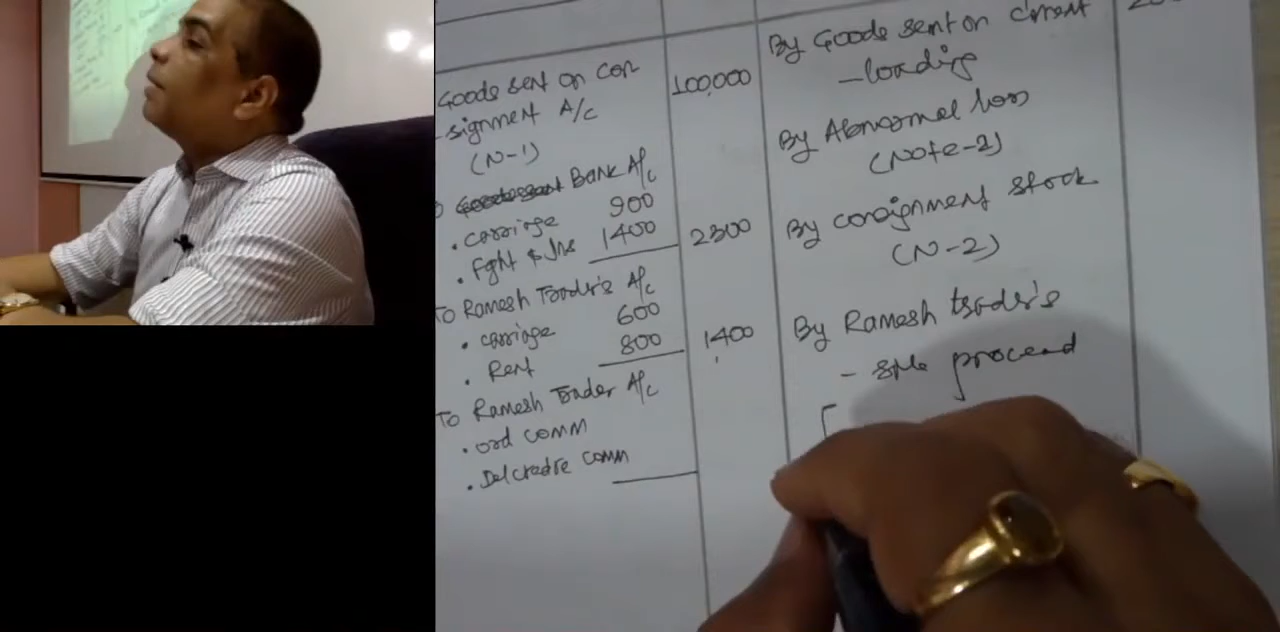 Goods sent on con
-signment A/c
(N-1)
Bank A/c
• carriage 900
• Fght & Ins 1400
To Ramesh Trader's A/c
• carriage 600
• Rent 800
To Ramesh Trader A/c
• ord comm
• Delcredre comm
100,000
2300
1,400
By Goods sent on
- loading
By Abnormal loss
(Note-2)
By consignment stock
(N-2)
By Ramesh trader's
- sale proceed